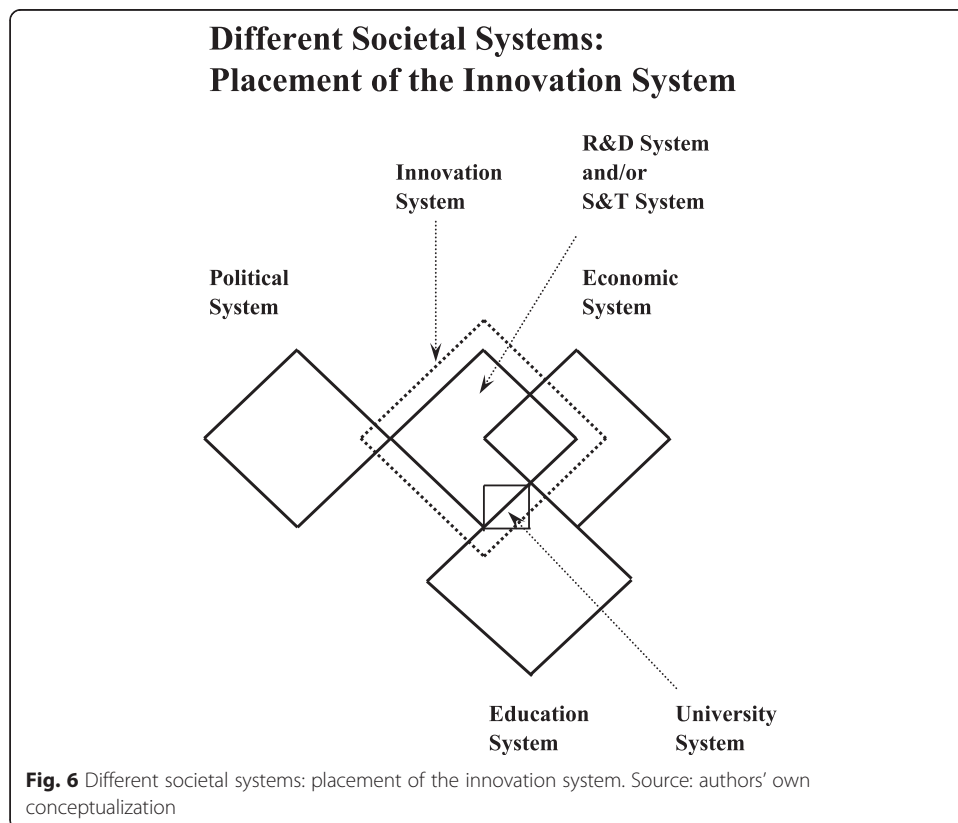 Different Societal Systems:
Placement of the Innovation System
R&D System
and/or
S&T System
Innovation
System
Political
System
Economic
System
Education
System
University
System
Fig. 6 Different societal systems: placement of the innovation system. Source: authors’ own
conceptualization